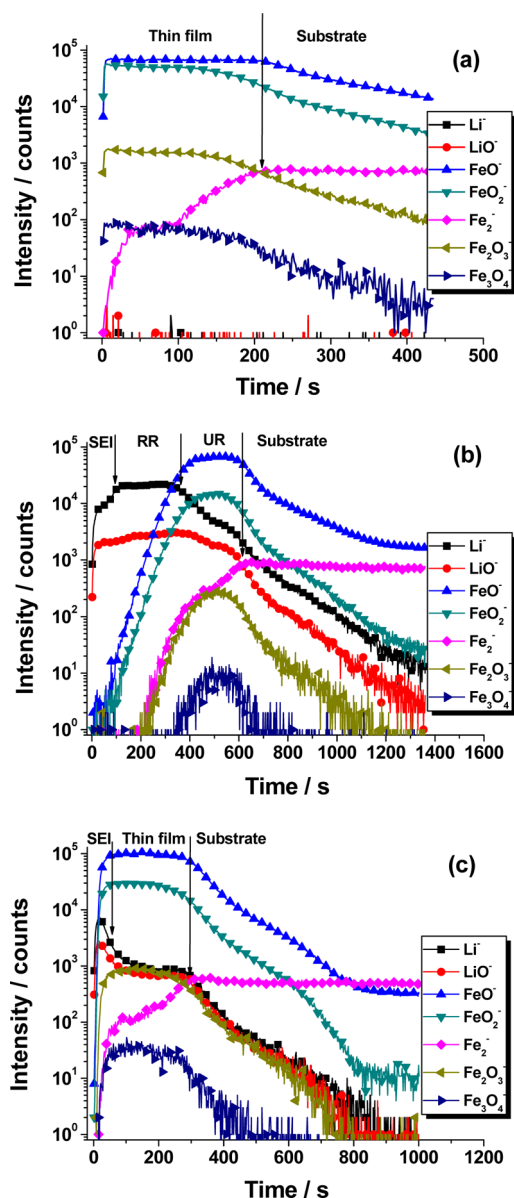 Thin film Substrate
(a)
10⁵
10⁴
10³
10²
10¹
10⁰
Intensity / counts
Li⁻
LiO⁻
FeO⁻
FeO₂⁻
Fe₂⁻
Fe₂O₃⁻
Fe₃O₄⁻
0 100 200 300 400 500
Time / s
SEI RR UR Substrate
(b)
10⁵
10⁴
10³
10²
10¹
10⁰
Intensity / counts
Li⁻
LiO⁻
FeO⁻
FeO₂⁻
Fe₂⁻
Fe₂O₃⁻
Fe₃O₄⁻
0 200 400 600 800 1000 1200 1400 1600
Time / s
SEI Thin film Substrate
(c)
10⁵
10⁴
10³
10²
10¹
10⁰
Intensity / counts
Li⁻
LiO⁻
FeO⁻
FeO₂⁻
Fe₂⁻
Fe₂O₃⁻
Fe₃O₄⁻
0 200 400 600 800 1000 1200
Time / s